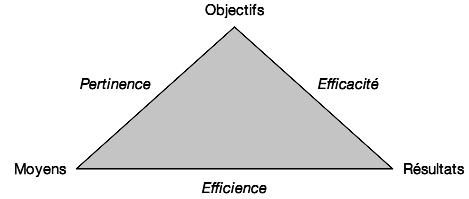 Objectifs
Pertinence
Efficacité
Moyens
Résultats
Efficience